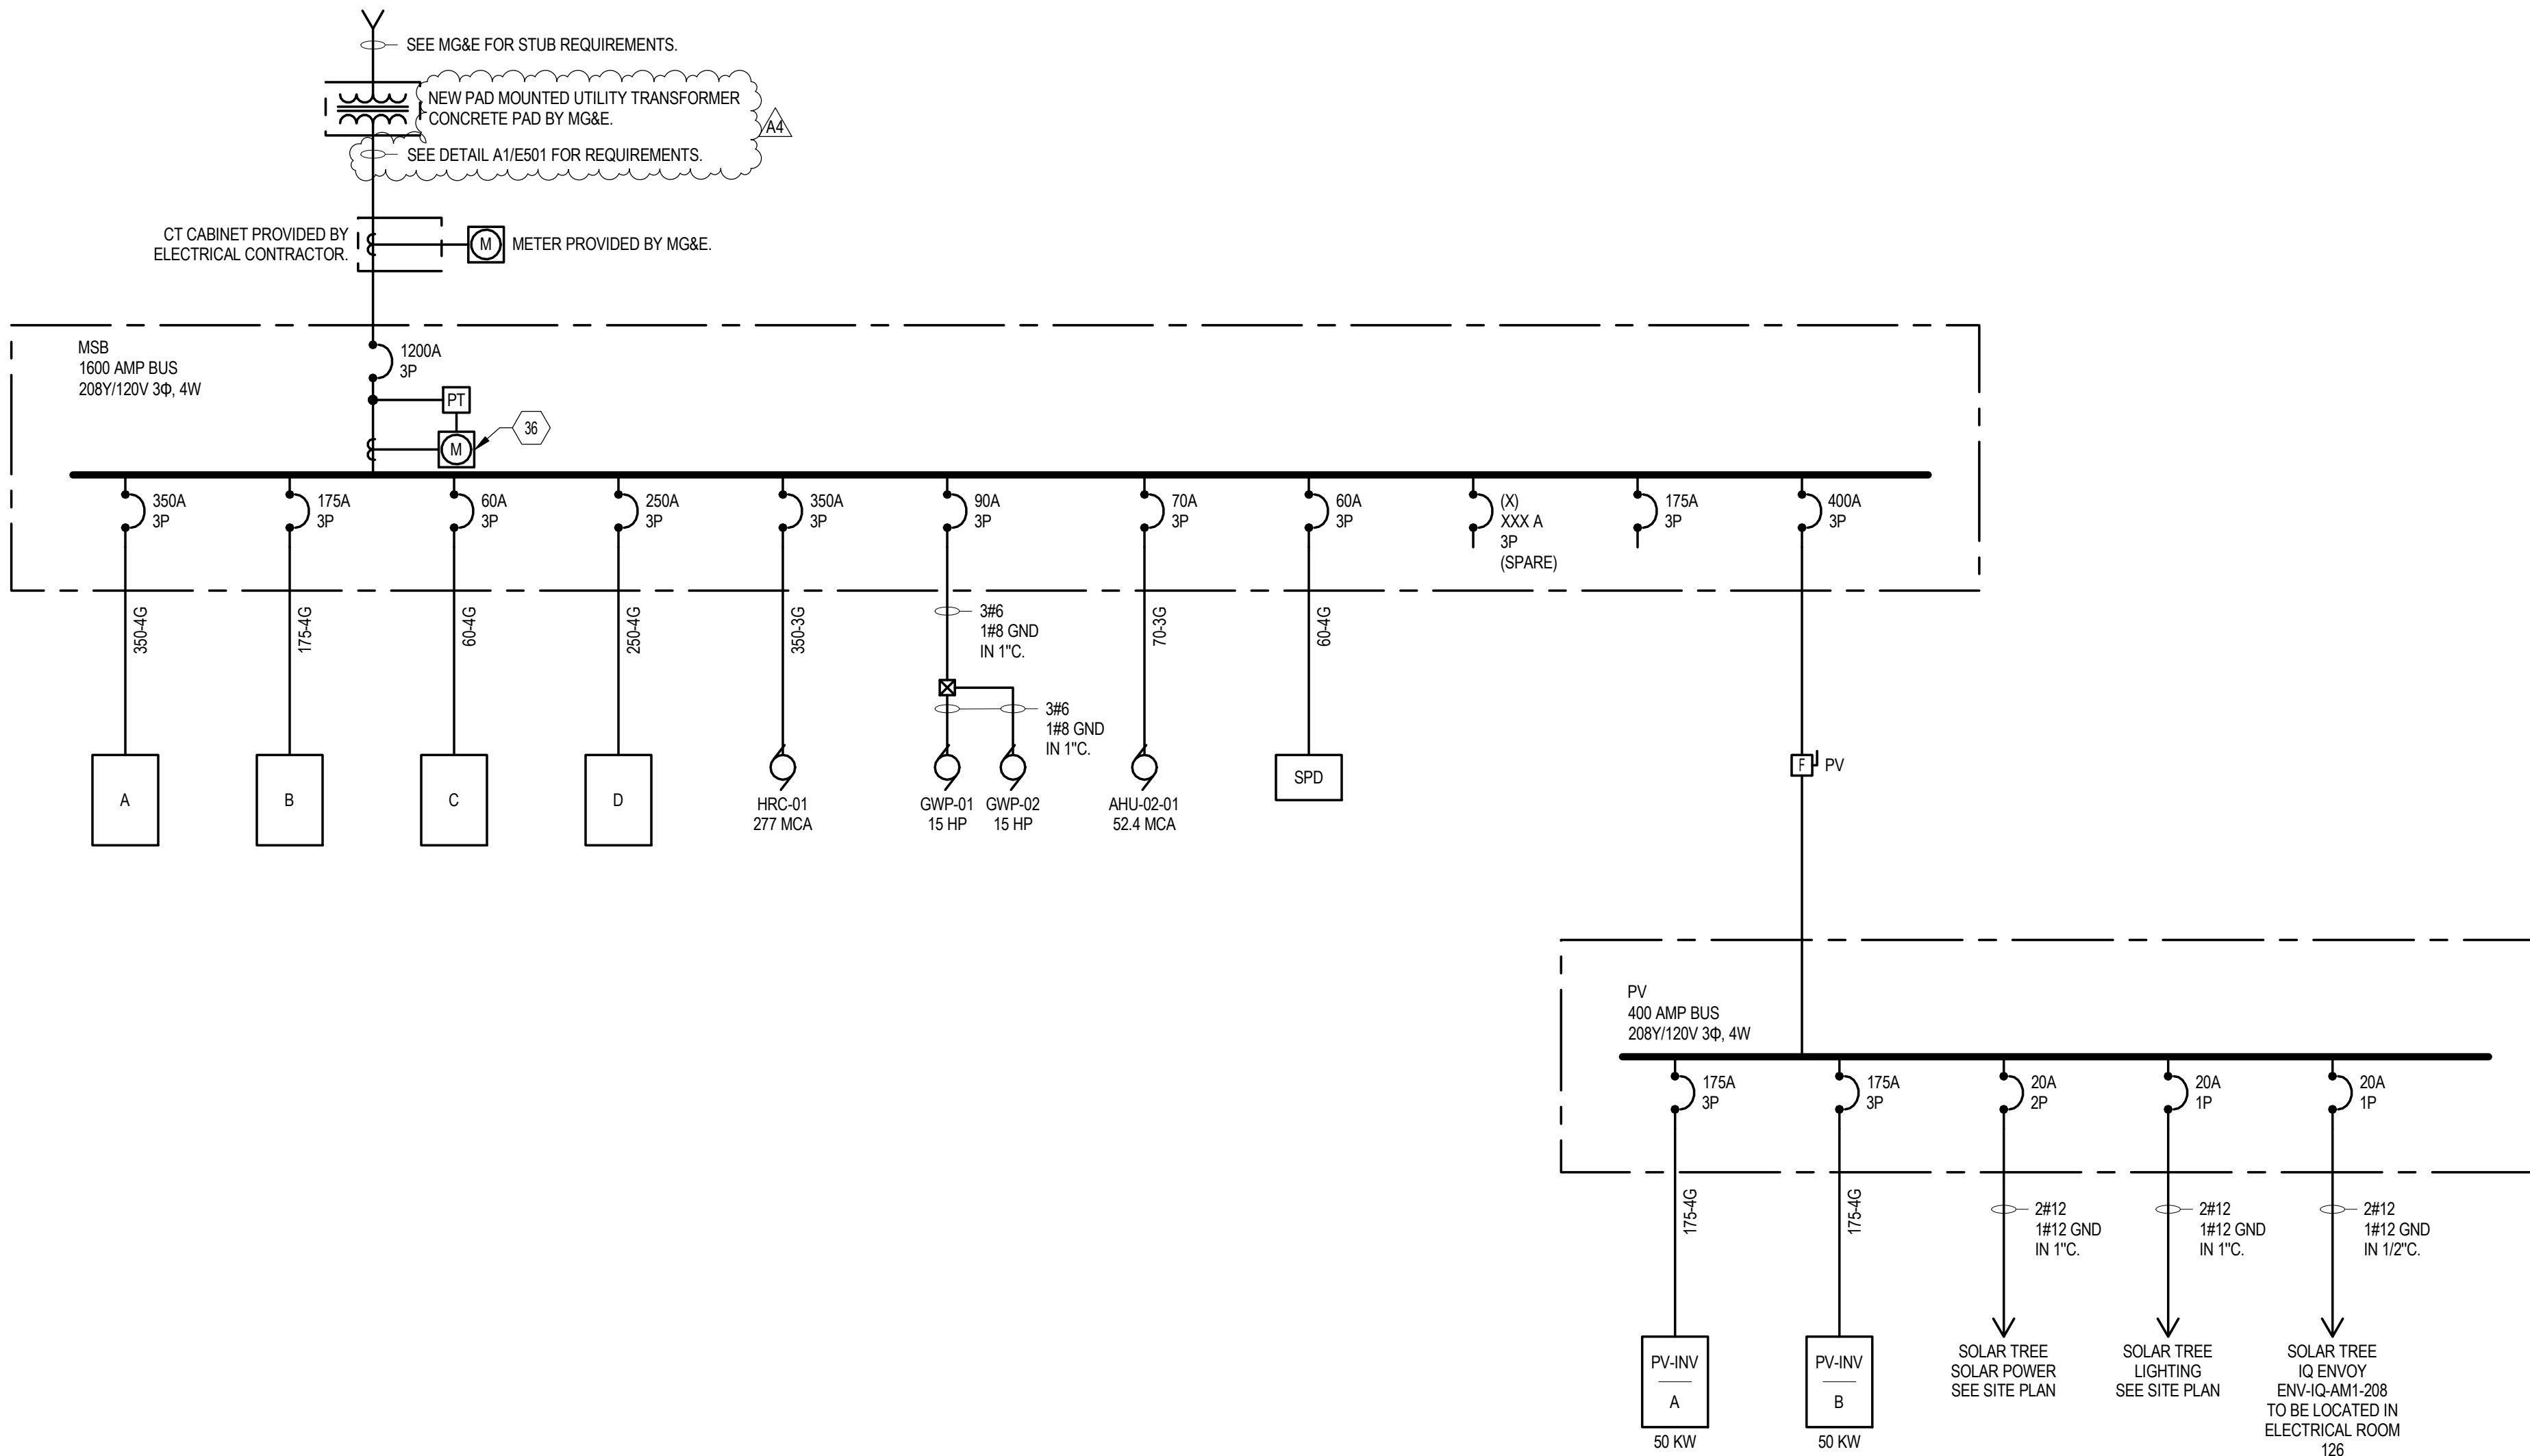 SEE MG&E FOR STUB REQUIREMENTS.
NEW PAD MOUNTED UTILITY TRANSFORMER
CONCRETE PAD BY MG&E.
A4
SEE DETAIL A1/E501 FOR REQUIREMENTS.
CT CABINET PROVIDED BY
ELECTRICAL CONTRACTOR.
M
METER PROVIDED BY MG&E.
MSB
1600 AMP BUS
208Y/120V 3Φ, 4W
1200A
3P
PT
M
36
350A
3P
175A
3P
60A
3P
250A
3P
350A
3P
90A
3P
70A
3P
60A
3P
(X)
XXX A
3P
(SPARE)
175A
3P
400A
3P
350-4G
175-4G
60-4G
250-4G
350-3G
3#6
1#8 GND
IN 1"C.
3#6
1#8 GND
IN 1"C.
70-3G
60-4G
A
B
C
D
HRC-01
277 MCA
GWP-01
15 HP
GWP-02
15 HP
AHU-02-01
52.4 MCA
SPD
F
PV
PV
400 AMP BUS
208Y/120V 3Φ, 4W
175A
3P
175A
3P
20A
2P
20A
1P
20A
1P
175-4G
175-4G
2#12
1#12 GND
IN 1"C.
2#12
1#12 GND
IN 1"C.
2#12
1#12 GND
IN 1/2"C.
PV-INV
A
50 KW
PV-INV
B
50 KW
SOLAR TREE
SOLAR POWER
SEE SITE PLAN
SOLAR TREE
LIGHTING
SEE SITE PLAN
SOLAR TREE
IQ ENVOY
ENV-IQ-AM1-208
TO BE LOCATED IN
ELECTRICAL ROOM
126